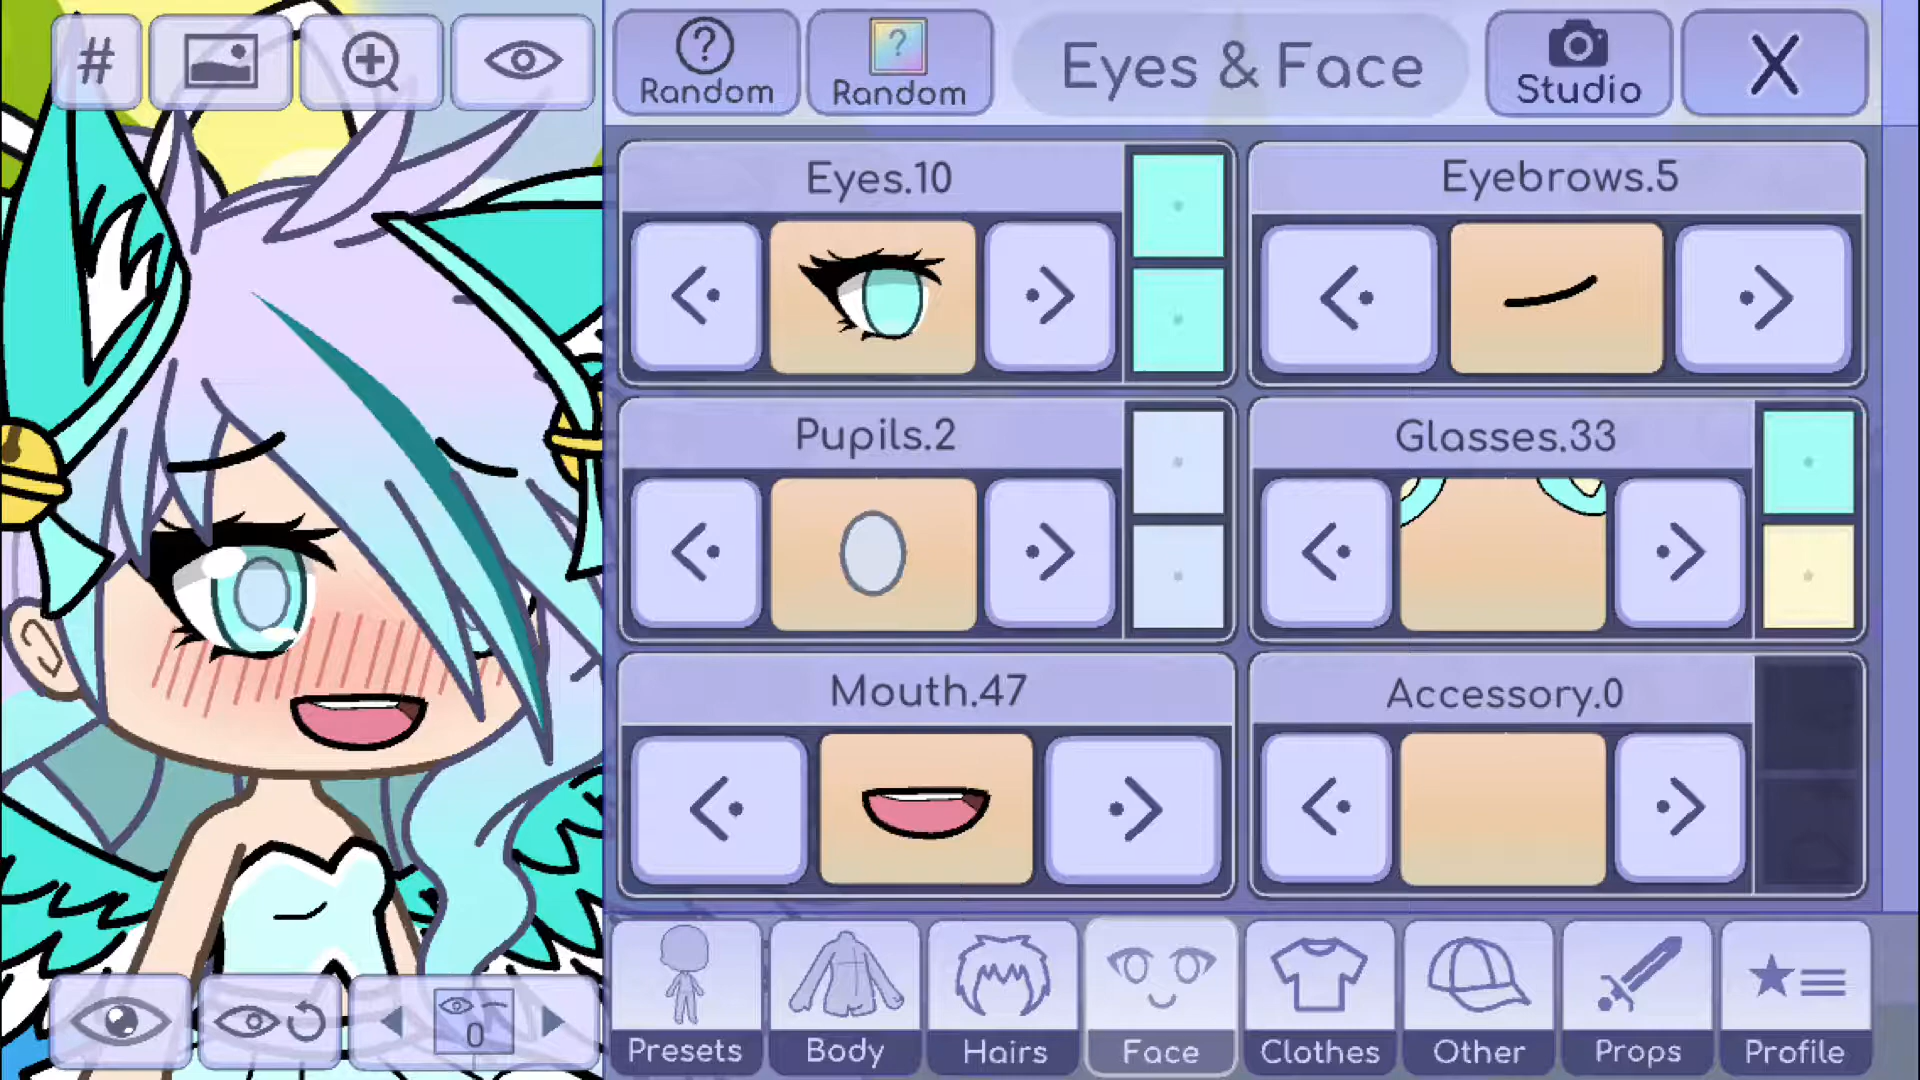 #
? Random
? Random
Eyes & Face
Studio
X
Eyes.10
Eyebrows.5
Pupils.2
Glasses.33
Mouth.47
Accessory.0
0
Presets
Body
Hairs
Face
Clothes
Other
Props
Profile